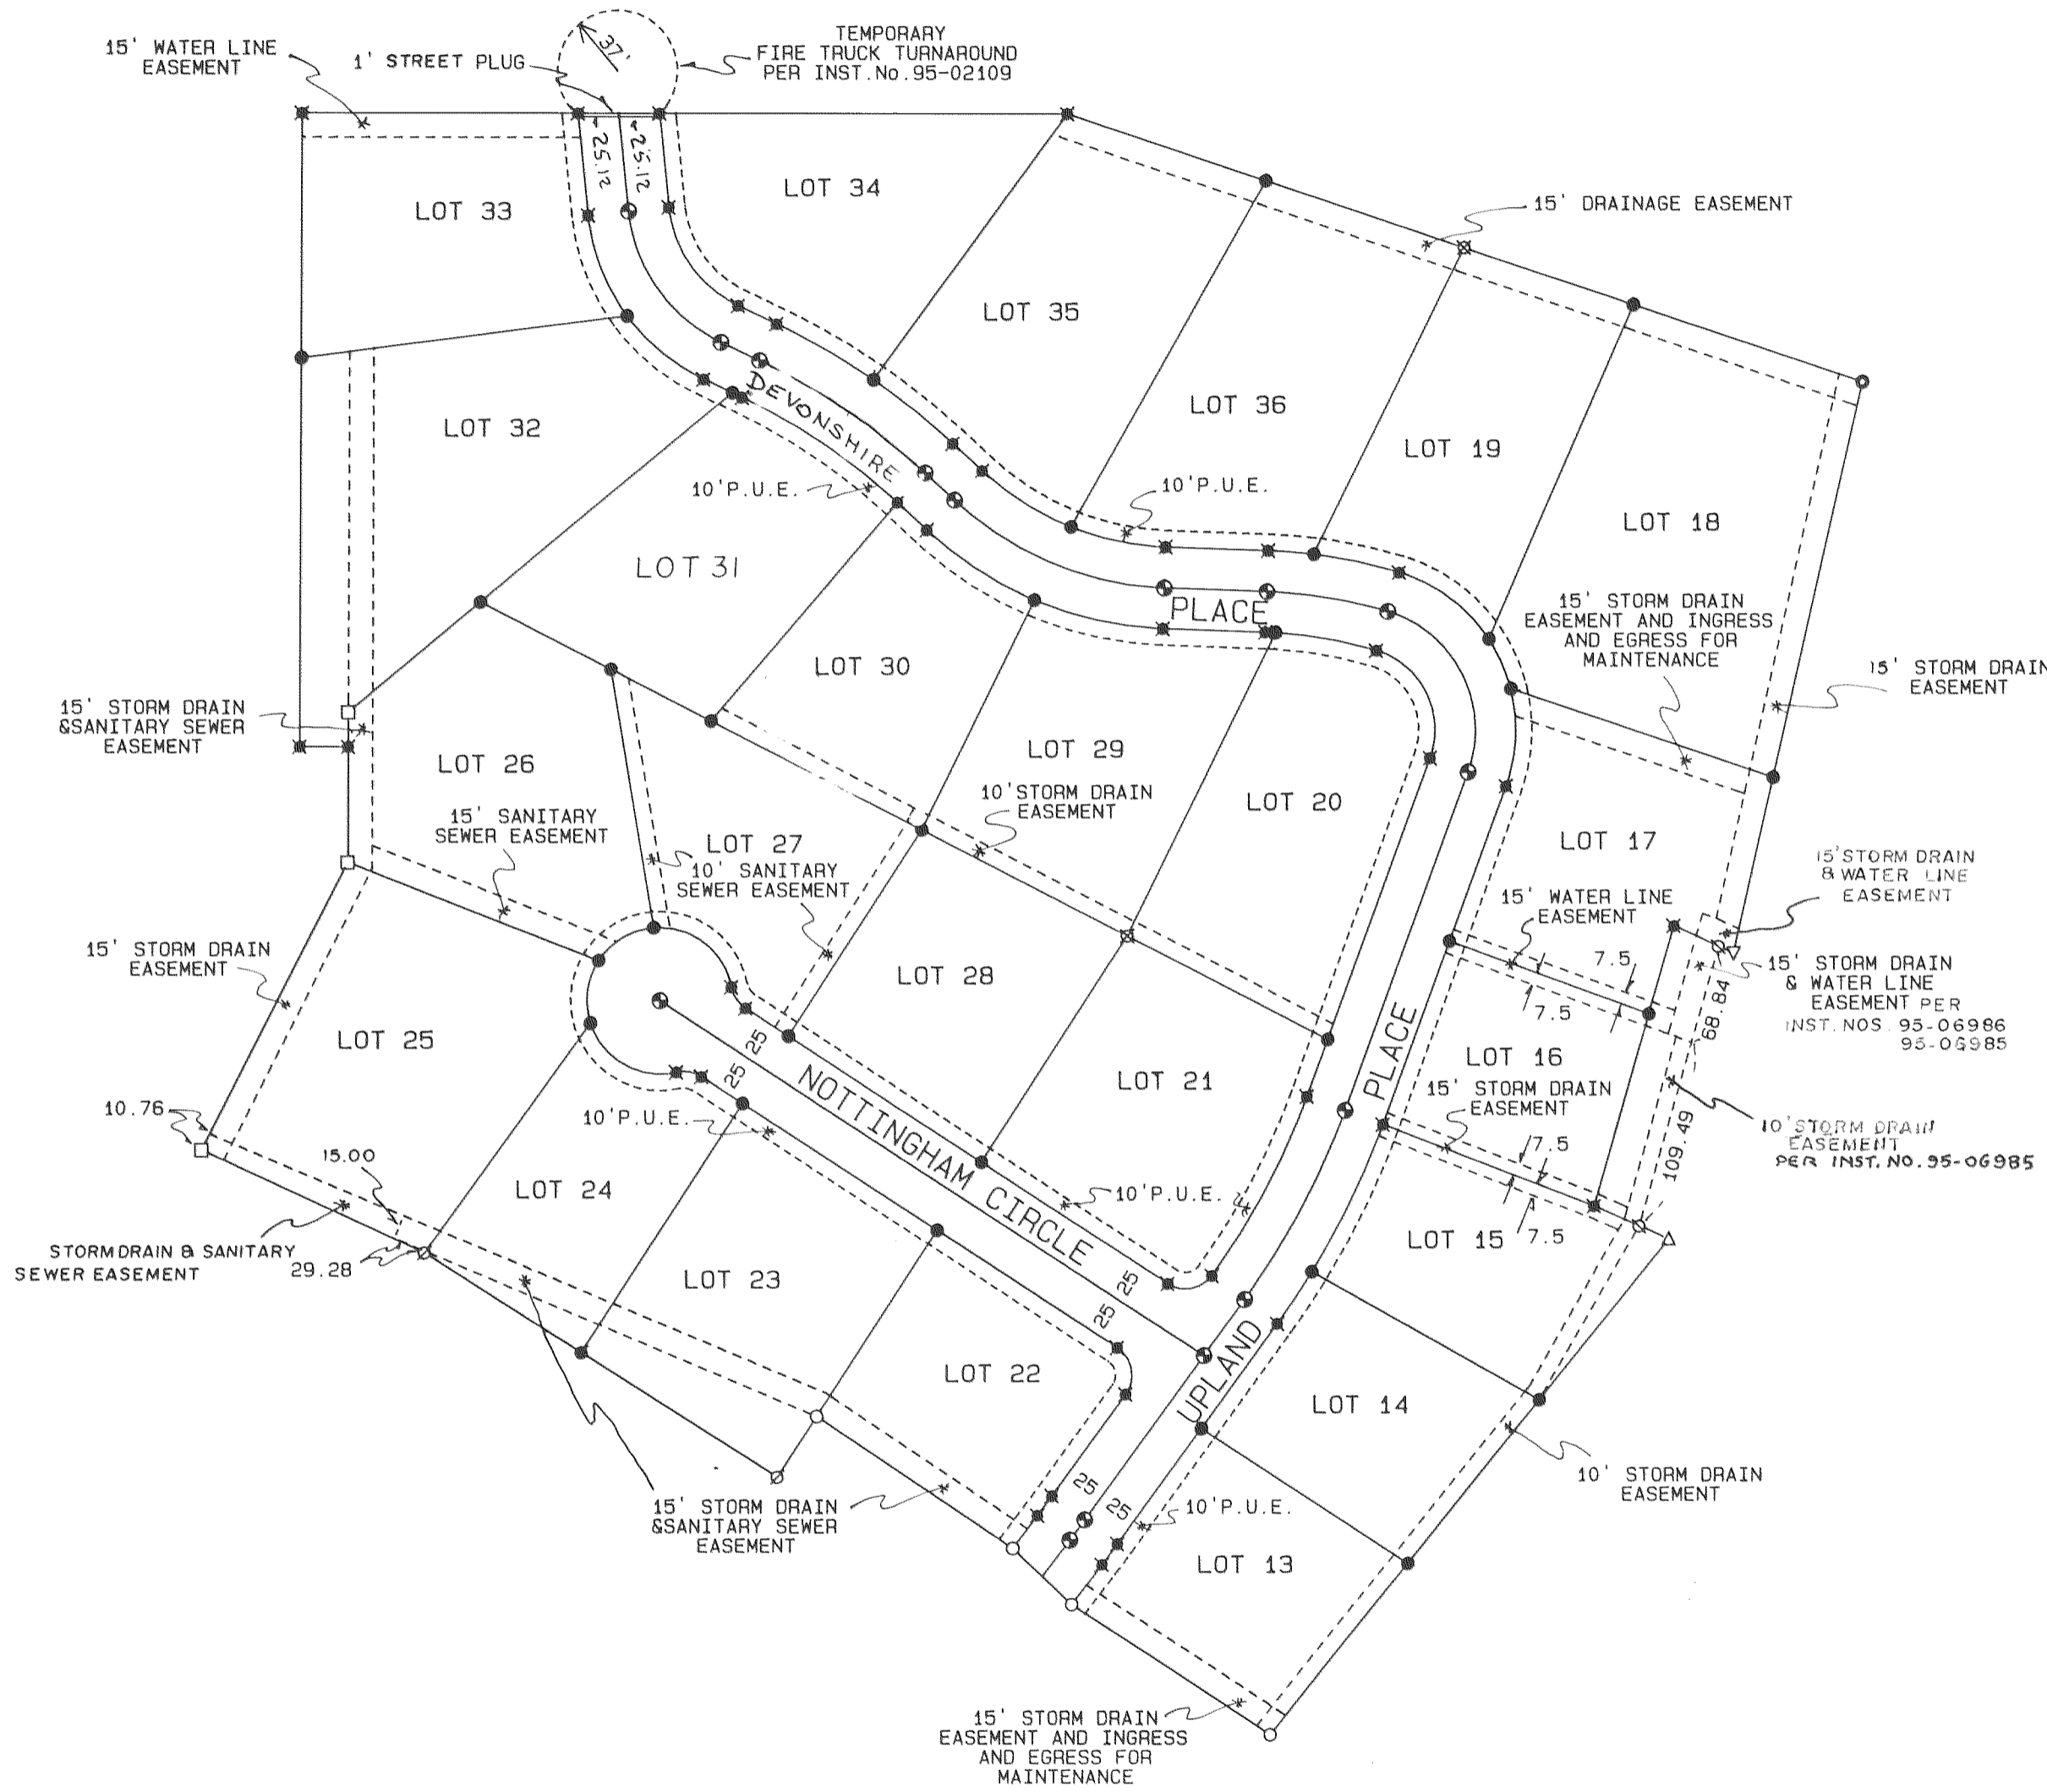 TEMPORARY
FIRE TRUCK TURNAROUND
PER INST.No.95-02109
15' WATER LINE
EASEMENT
1' STREET PLUG
37'
25.12
25.12
LOT 33
LOT 34
15' DRAINAGE EASEMENT
LOT 35
LOT 36
LOT 19
LOT 18
LOT 32
DEVONSHIRE
10'P.U.E.
10'P.U.E.
LOT 31
PLACE
15' STORM DRAIN
EASEMENT AND INGRESS
AND EGRESS FOR
MAINTENANCE
15' STORM DRAIN
EASEMENT
LOT 30
15' STORM DRAIN
&SANITARY SEWER
EASEMENT
LOT 26
LOT 29
LOT 20
10'STORM DRAIN
EASEMENT
15' SANITARY
SEWER EASEMENT
LOT 27
10' SANITARY
SEWER EASEMENT
LOT 17
15'STORM DRAIN
& WATER LINE
EASEMENT
15' WATER LINE
EASEMENT
7.5
7.5
15' STORM DRAIN
& WATER LINE
EASEMENT PER
INST. NOS. 95-06986
95-06985
68.84
15' STORM DRAIN
EASEMENT
LOT 28
LOT 25
25
25
LOT 16
LOT 21
PLACE
15' STORM DRAIN
EASEMENT
7.5
7.5
109.49
10'STORM DRAIN
EASEMENT
PER INST. NO. 95-06985
10.76
10'P.U.E.
NOTTINGHAM CIRCLE
15.00
LOT 24
10'P.U.E.
LOT 15
STORM DRAIN & SANITARY
SEWER EASEMENT
29.28
LOT 23
25
25
UPLAND
LOT 22
LOT 14
10' STORM DRAIN
EASEMENT
15' STORM DRAIN
&SANITARY SEWER
EASEMENT
25
25
10'P.U.E.
LOT 13
15' STORM DRAIN
EASEMENT AND INGRESS
AND EGRESS FOR
MAINTENANCE